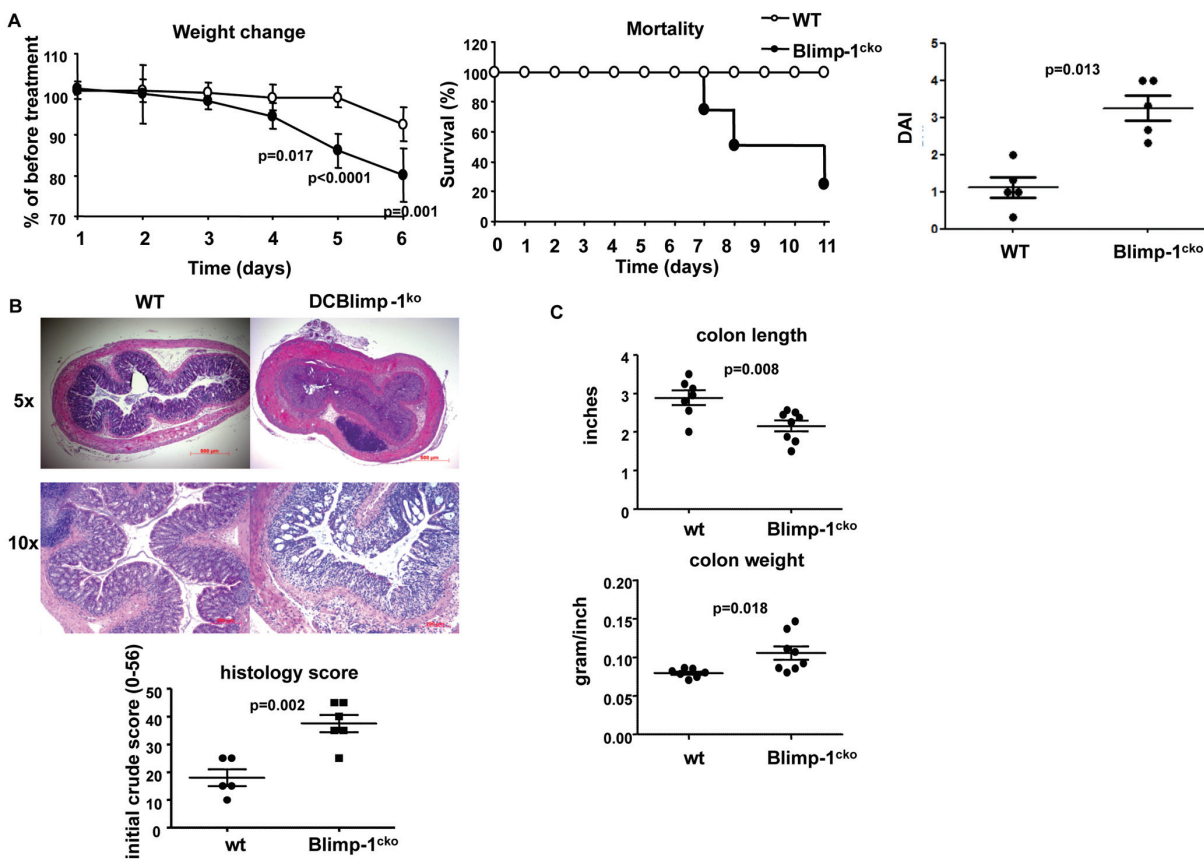 A
Weight change
% of before treatment
100
100
90
80
70
p=0.017
p<0.0001
p=0.001
1 2 3 4 5 6
Time (days)
Mortality
WT
Blimp-1cko
Survival (%)
120
100
80
60
40
20
0
0 1 2 3 4 5 6 7 8 9 10 11
Time (days)
DAI
5
4
3
2
1
0
p=0.013
WT Blimp-1cko
B
WT DCBlimp -1ko
5x
500 µm
500 µm
10x
histology score
initial crude score (0-56)
50
40
30
20
10
0
p=0.002
wt Blimp-1cko
C
colon length
inches
4
3
2
1
0
p=0.008
wt Blimp-1cko
colon weight
gram/inch
0.20
0.15
0.10
0.05
0.00
p=0.018
wt Blimp-1cko